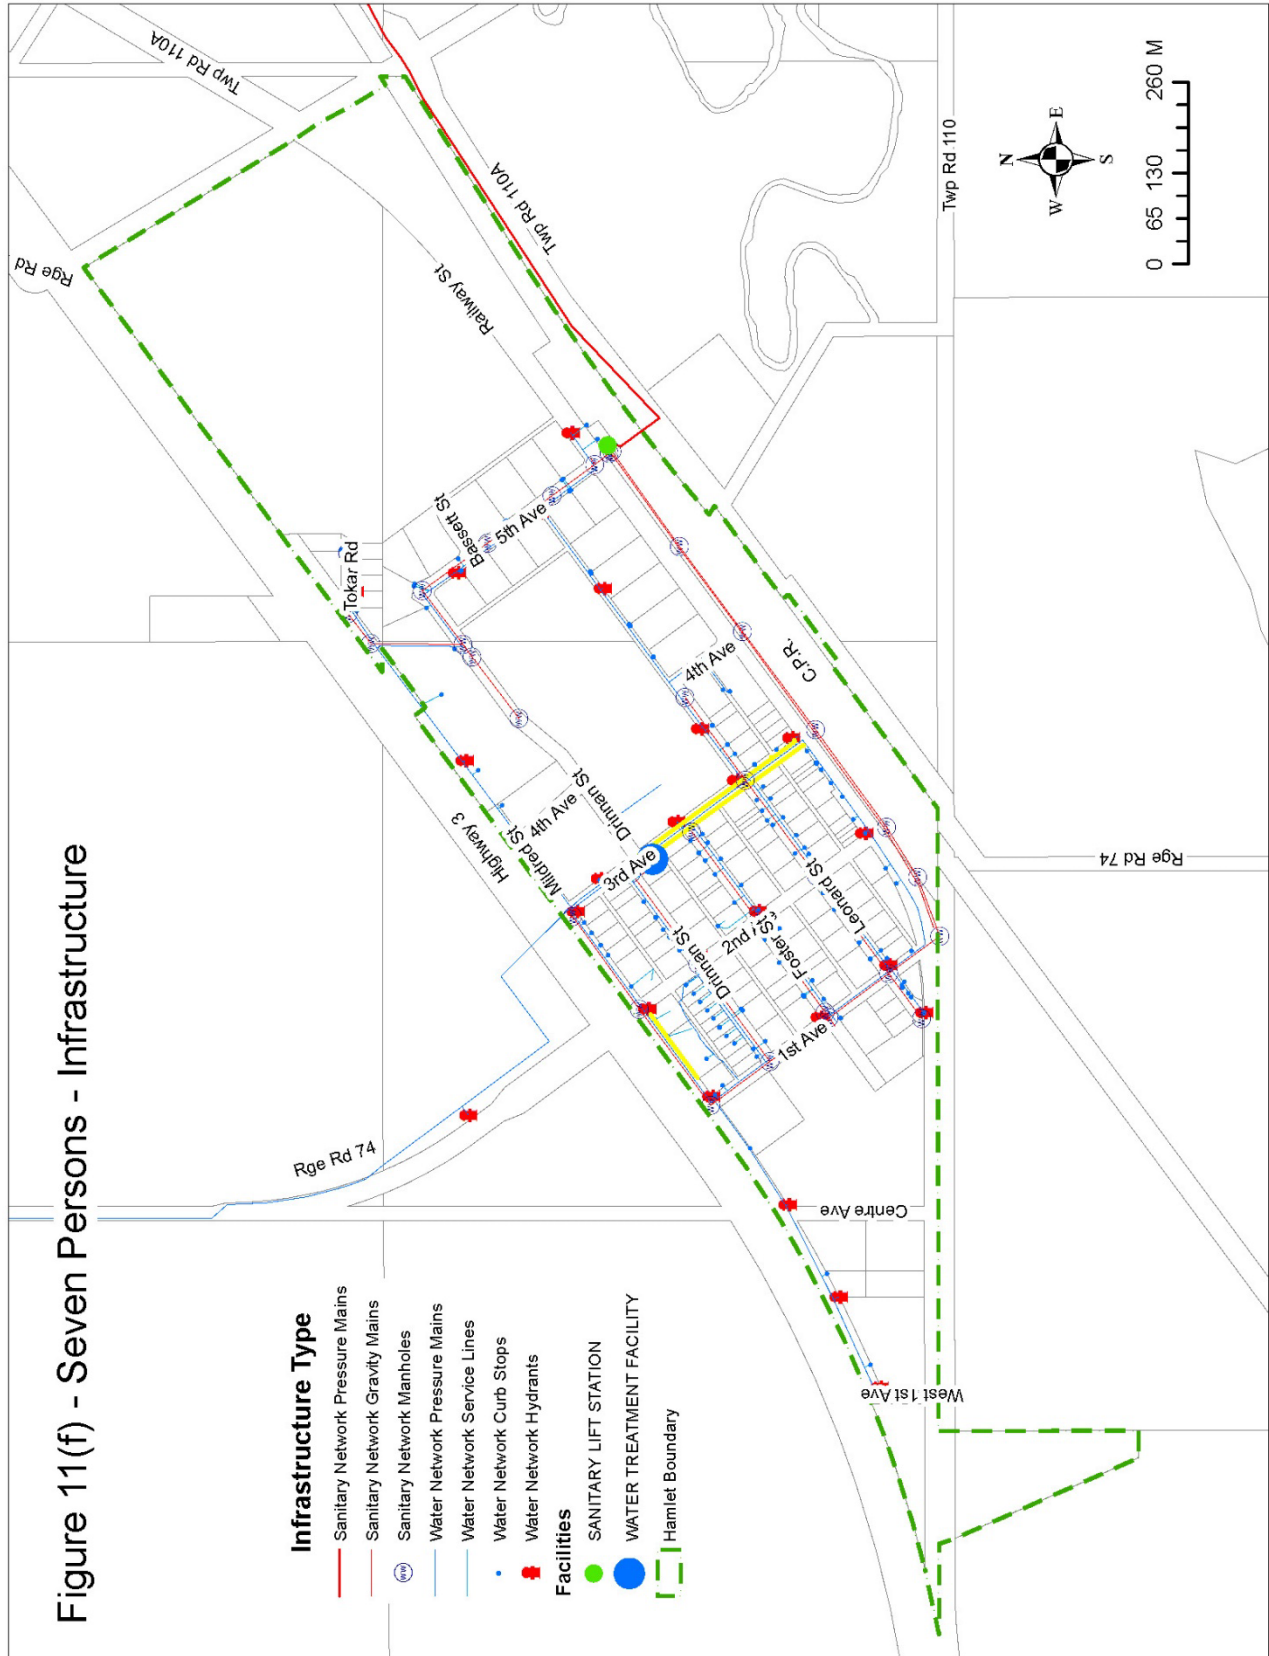 Figure 11(f) - Seven Persons - Infrastructure
Infrastructure Type
Sanitary Network Pressure Mains
Sanitary Network Gravity Mains
Sanitary Network Manholes
Water Network Pressure Mains
Water Network Service Lines
Water Network Curb Stops
Water Network Hydrants
Facilities
SANITARY LIFT STATION
WATER TREATMENT FACILITY
Hamlet Boundary
Rge Rd 74
Highway 3
Mildred St
4th Ave
Drinnan St
3rd Ave
Drinnan St
2nd
Foster St
Leonard St
1st Ave
Centre Ave
West 1st Ave
Tokar Rd
Bassett St
5th Ave
4th Ave
C.P.R.
Railway St
Rge Rd
Twp Rd 110A
Twp Rd 110A
Twp Rd 110
Rge Rd 74
N
W
E
S
0 65 130 260 M